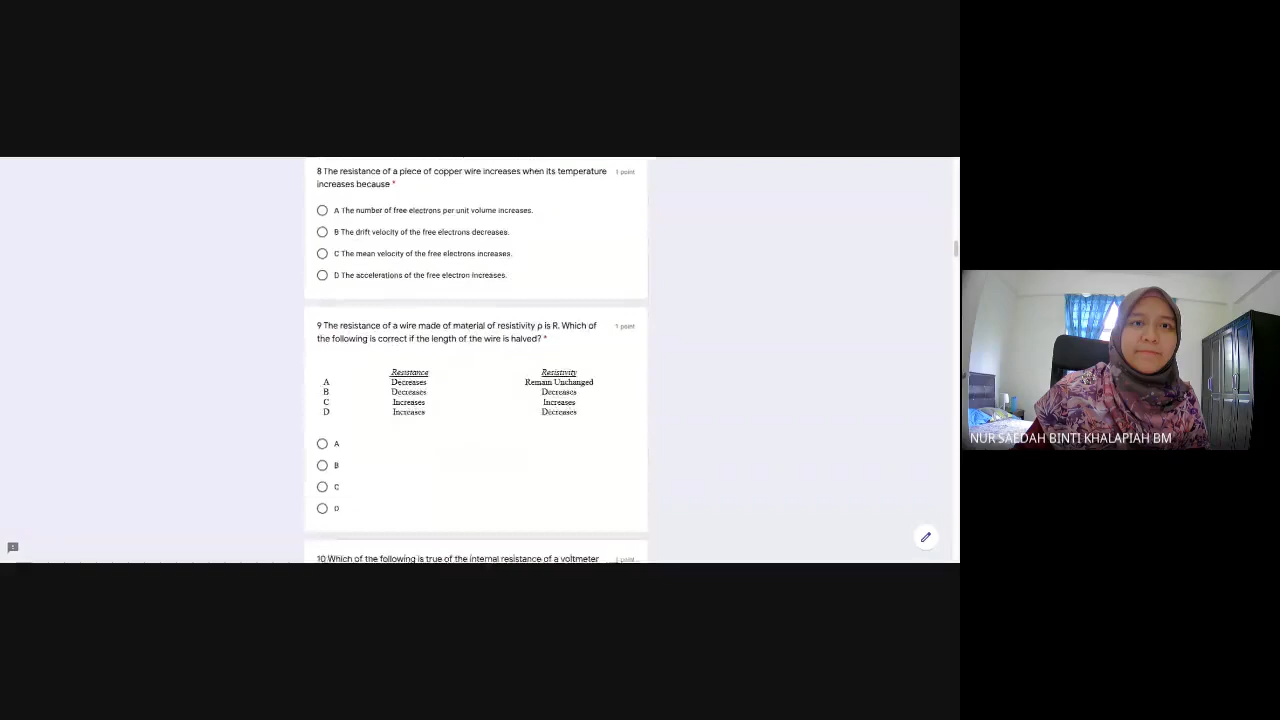 8 The resistance of a piece of copper wire increases when its temperature 1 point
increases because *
A The number of free electrons per unit volume increases.
B The drift velocity of the free electrons decreases.
C The mean velocity of the free electrons increases.
D The accelerations of the free electron increases.
9 The resistance of a wire made of material of resistivity ρ is R. Which of 1 point
the following is correct if the length of the wire is halved? *
Resistance Resistivity
A Decreases Remain Unchanged
B Decreases Decreases
C Increases Increases
D Increases Decreases
A
B
C
D
10 Which of the following is true of the internal resistance of a voltmeter 1 point
NUR SAEDAH BINTI KHALAPIAH BM